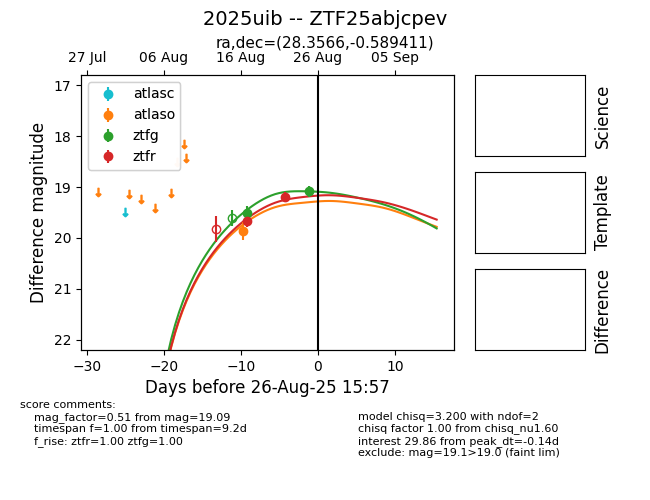 2025uib -- ZTF25abjcpev
ra,dec=(28.3566,-0.589411)
27 Jul 06 Aug 16 Aug 26 Aug 05 Sep
atlasc
atlaso
ztfg
ztfr
17
18
19
20
21
22
Difference magnitude
−30 −20 −10 0 10
Days before 26-Aug-25 15:57
Science
Template
Difference
score comments:
mag_factor=0.51 from mag=19.09
timespan f=1.00 from timespan=9.2d
f_rise: ztfr=1.00 ztfg=1.00
model chisq=3.200 with ndof=2
chisq factor 1.00 from chisq_nu1.60
interest 29.86 from peak_dt=-0.14d
exclude: mag=19.1>19.0 (faint lim)